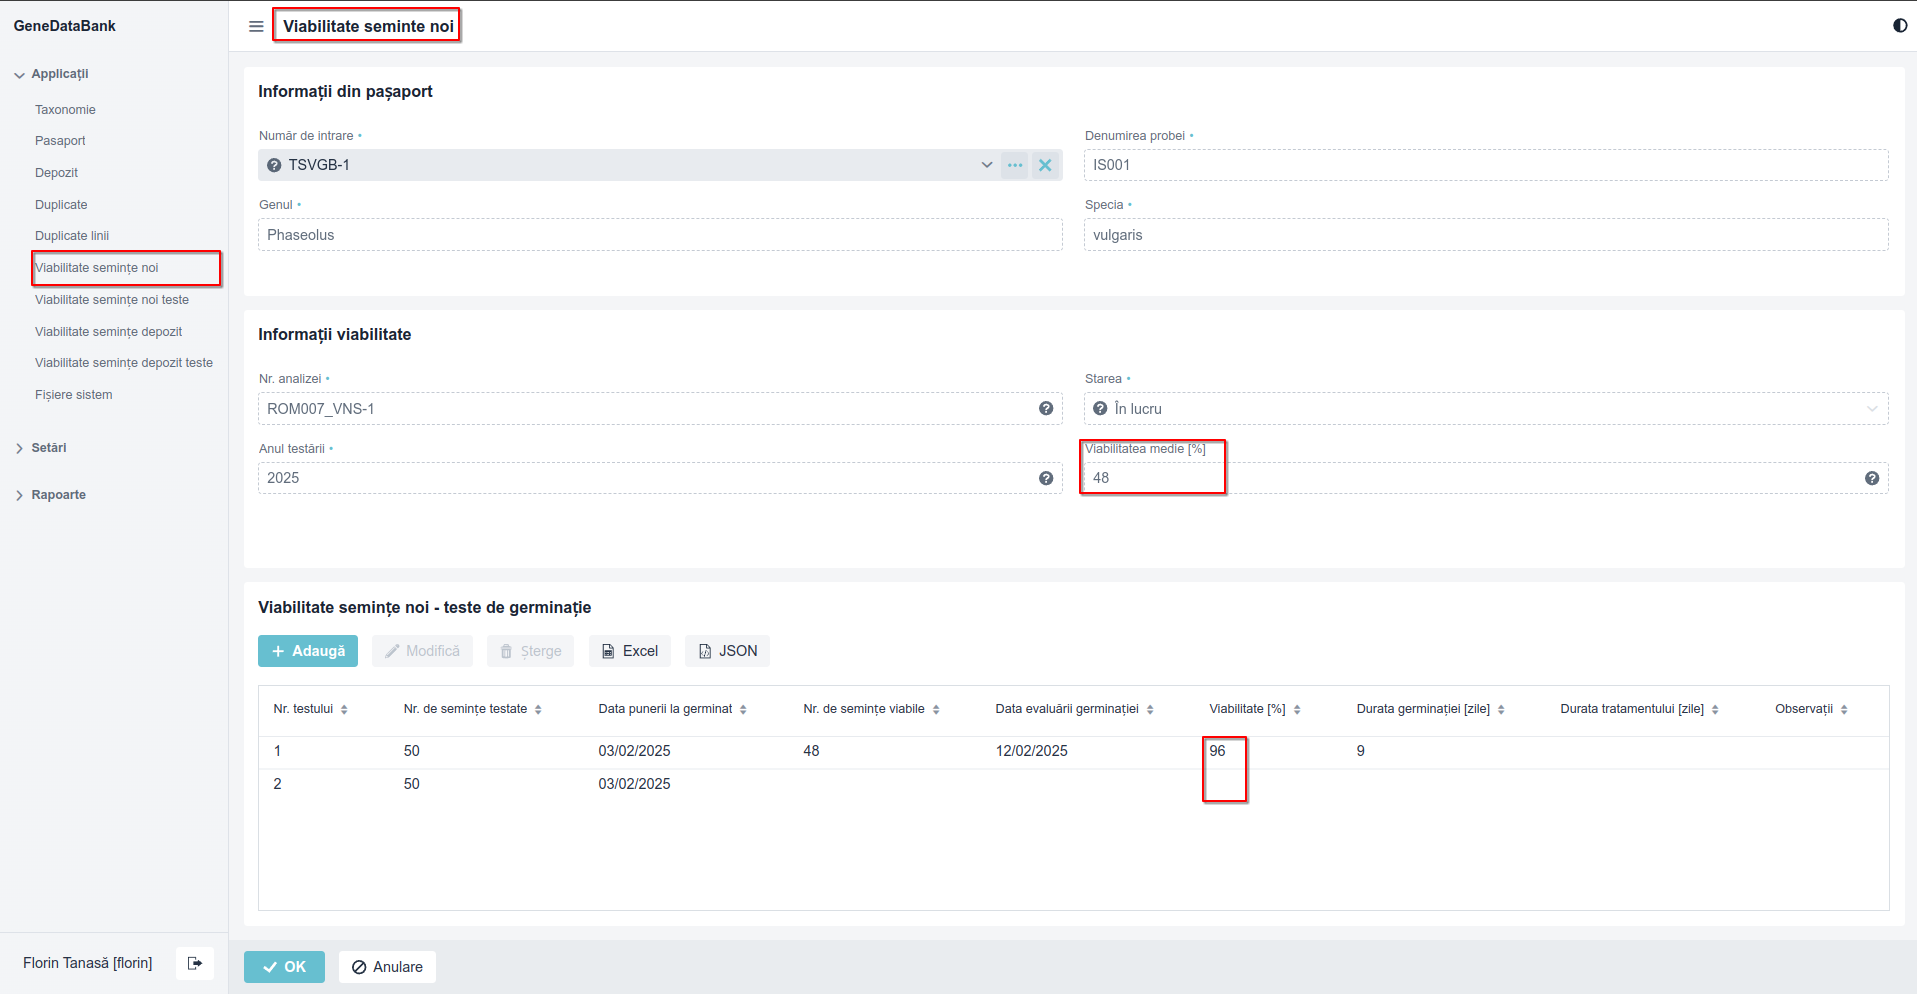 GeneDataBank
Viabilitate seminte noi
Applicații
Taxonomie
Pasaport
Depozit
Duplicate
Duplicate linii
Viabilitate semințe noi
Viabilitate semințe noi teste
Viabilitate semințe depozit
Viabilitate semințe depozit teste
Fișiere sistem
Setări
Rapoarte
Florin Tanasă [florin]
Informații din pașaport
Număr de intrare •
TSVGB-1
Denumirea probei •
IS001
Genul •
Phaseolus
Specia •
vulgaris
Informații viabilitate
Nr. analizei •
ROM007_VNS-1
Starea •
În lucru
Anul testării •
2025
Viabilitatea medie [%]
48
Viabilitate semințe noi - teste de germinație
Adaugă Modifică Șterge Excel JSON
Nr. testului Nr. de semințe testate Data punerii la germinat Nr. de semințe viabile Data evaluării germinației Viabilitate [%] Durata germinației [zile] Durata tratamentului [zile] Observații
1 50 03/02/2025 48 12/02/2025 96 9
2 50 03/02/2025
OK Anulare